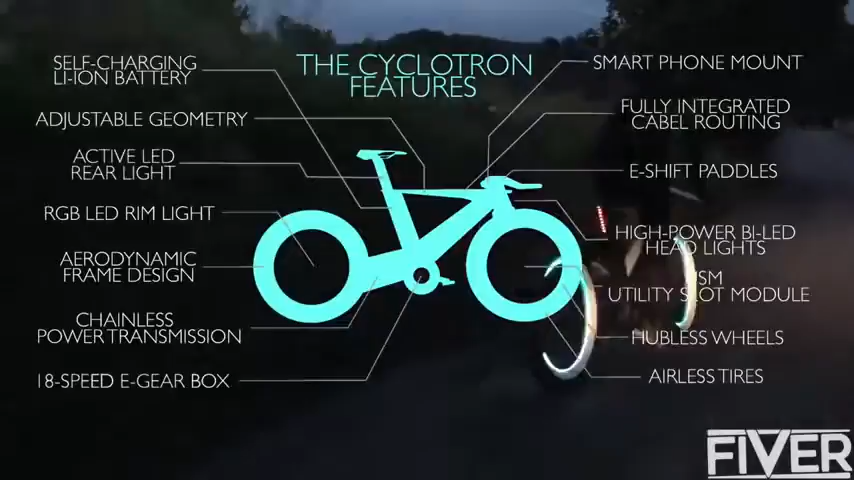 THE CYCLOTRON
FEATURES
SELF-CHARGING
LI-ION BATTERY
ADJUSTABLE GEOMETRY
ACTIVE LED
REAR LIGHT
RGB LED RIM LIGHT
AERODYNAMIC
FRAME DESIGN
CHAINLESS
POWER TRANSMISSION
18-SPEED E-GEAR BOX
SMART PHONE MOUNT
FULLY INTEGRATED
CABEL ROUTING
E-SHIFT PADDLES
HIGH-POWER BI-LED
HEAD LIGHTS
USM
UTILITY SLOT MODULE
HUBLESS WHEELS
AIRLESS TIRES
FIVER